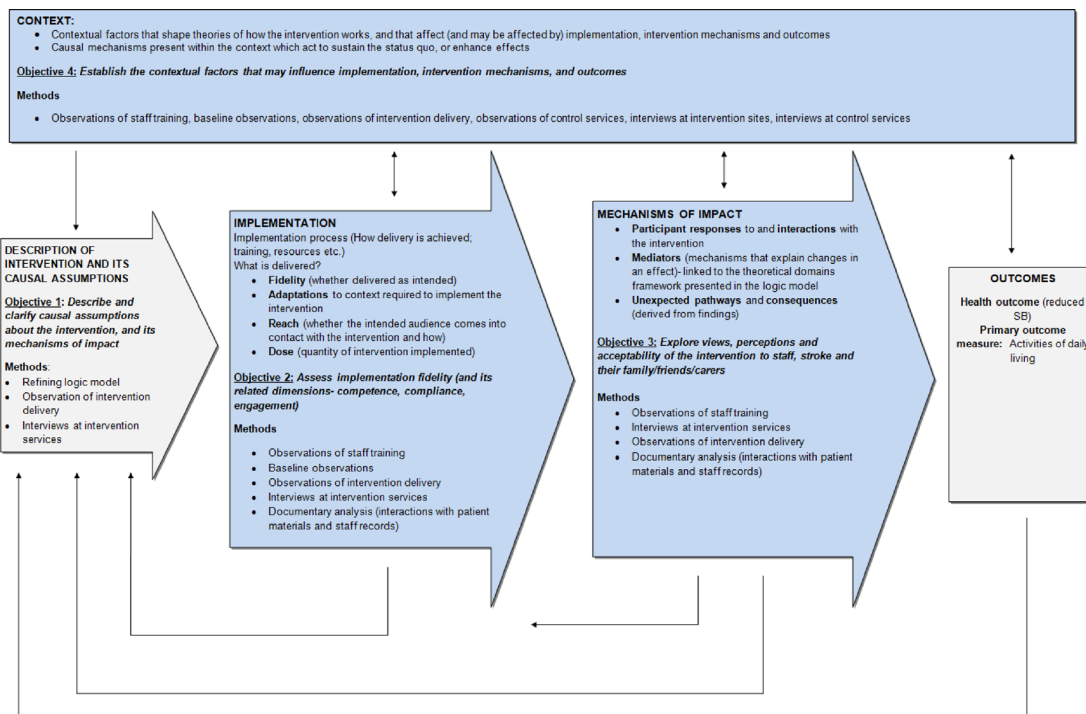 CONTEXT:
• Contextual factors that shape theories of how the intervention works, and that affect (and may be affected by) implementation, intervention mechanisms and outcomes
• Causal mechanisms present within the context which act to sustain the status quo, or enhance effects
Objective 4: Establish the contextual factors that may influence implementation, intervention mechanisms, and outcomes
Methods
• Observations of staff training, baseline observations, observations of intervention delivery, observations of control services, interviews at intervention sites, interviews at control services
DESCRIPTION OF
INTERVENTION AND ITS
CAUSAL ASSUMPTIONS
Objective 1: Describe and
clarify causal assumptions
about the intervention, and its
mechanisms of impact
Methods:
• Refining logic model
• Observation of intervention
delivery
• Interviews at intervention
services
IMPLEMENTATION
Implementation process (How delivery is achieved;
training, resources etc.)
What is delivered?
• Fidelity (whether delivered as intended)
• Adaptations to context required to implement the
intervention
• Reach (whether the intended audience comes into
contact with the intervention and how)
• Dose (quantity of intervention implemented)
Objective 2: Assess implementation fidelity (and its
related dimensions- competence, compliance,
engagement)
Methods
• Observations of staff training
• Baseline observations
• Observations of intervention delivery
• Interviews at intervention services
• Documentary analysis (interactions with patient
materials and staff records)
MECHANISMS OF IMPACT
• Participant responses to and interactions with
the intervention
• Mediators (mechanisms that explain changes in
an effect)- linked to the theoretical domains
framework presented in the logic model
• Unexpected pathways and consequences
(derived from findings)
Objective 3: Explore views, perceptions and
acceptability of the intervention to staff, stroke and
their family/friends/carers
Methods
• Observations of staff training
• Interviews at intervention services
• Observations of intervention delivery
• Documentary analysis (interactions with patient
materials and staff records)
OUTCOMES
Health outcome (reduced
SB)
Primary outcome
measure: Activities of daily
living